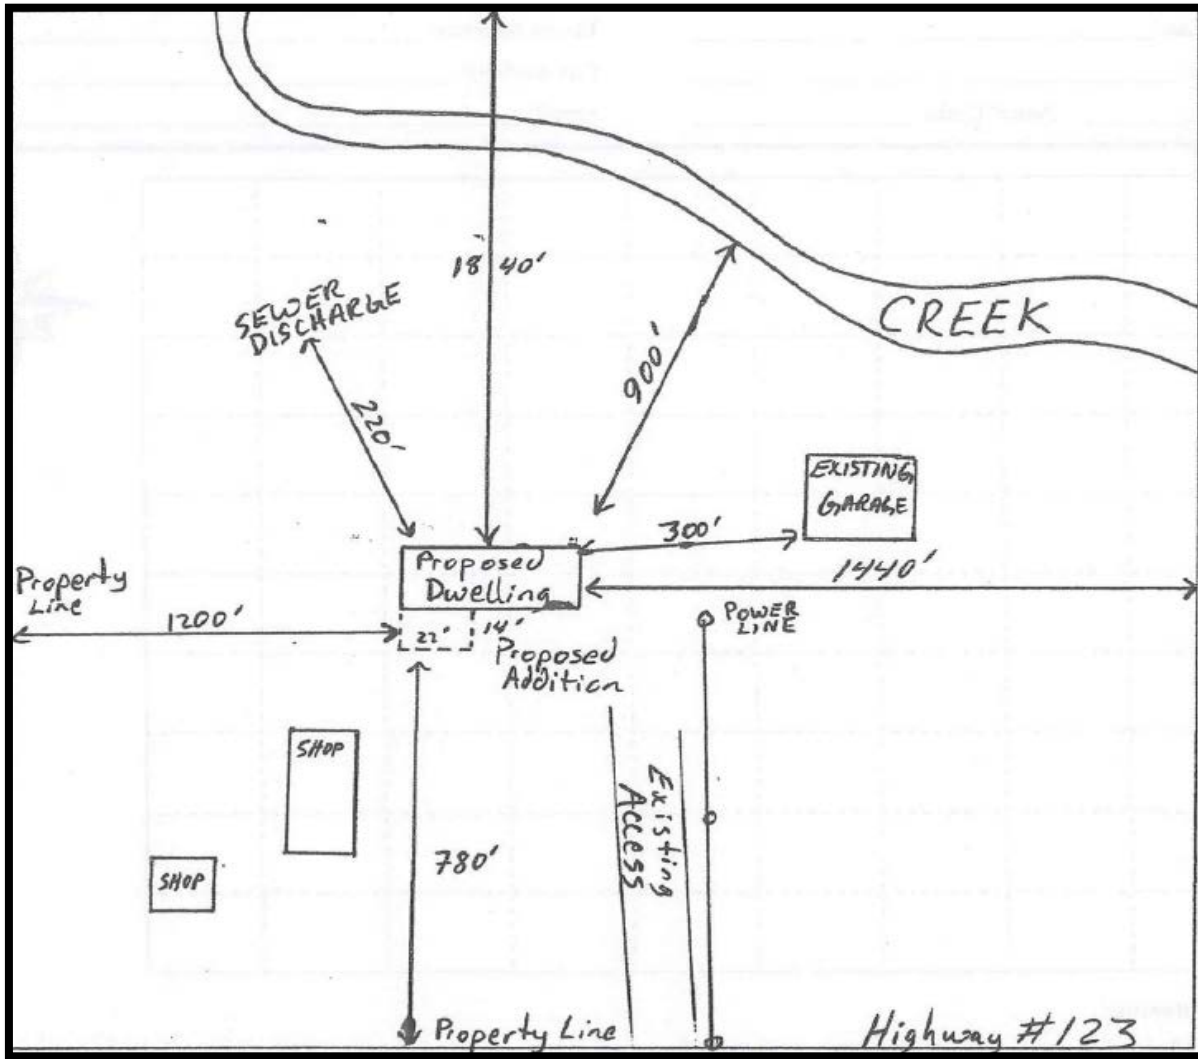 18 40'
SEWER
DISCHARGE
CREEK
220'
900'
EXISTING
GARAGE
300'
Proposed
Dwelling
1440'
Property
Line
1200'
POWER
LINE
22'
14'
Proposed
Addition
SHOP
Existing
Access
780'
SHOP
Property Line
Highway #123